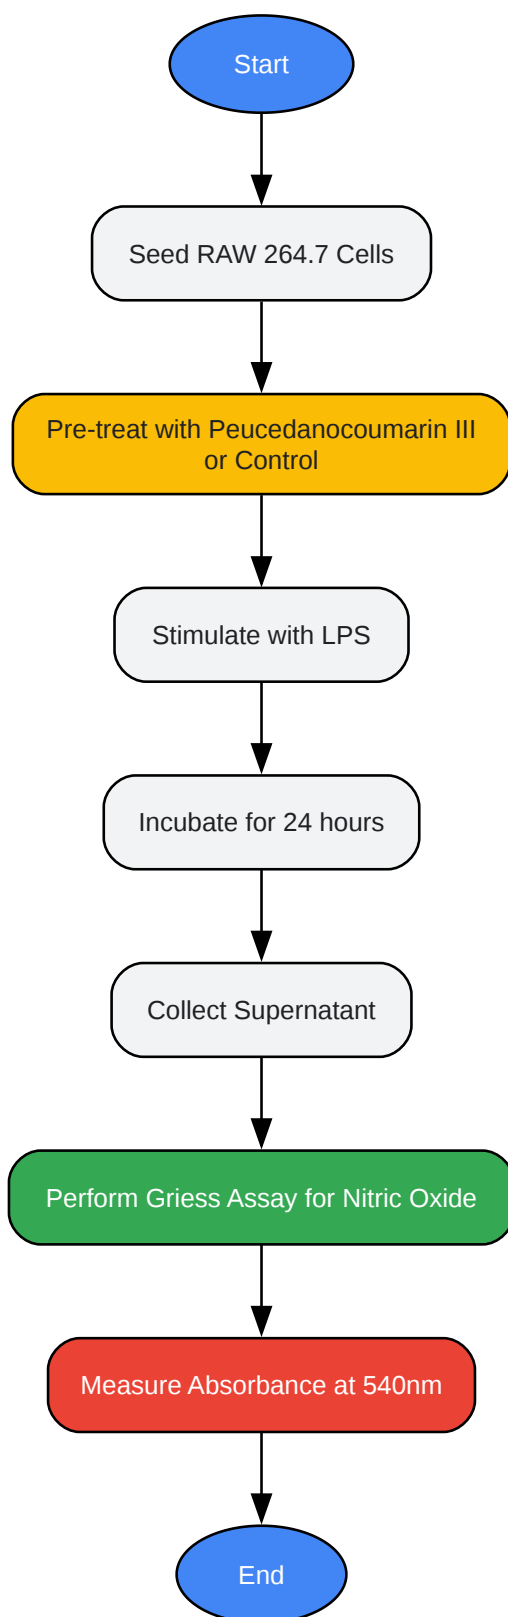 Start
Seed RAW 264.7 Cells
Pre-treat with Peucedanocoumarin III
or Control
Stimulate with LPS
Incubate for 24 hours
Collect Supernatant
Perform Griess Assay for Nitric Oxide
Measure Absorbance at 540nm
End